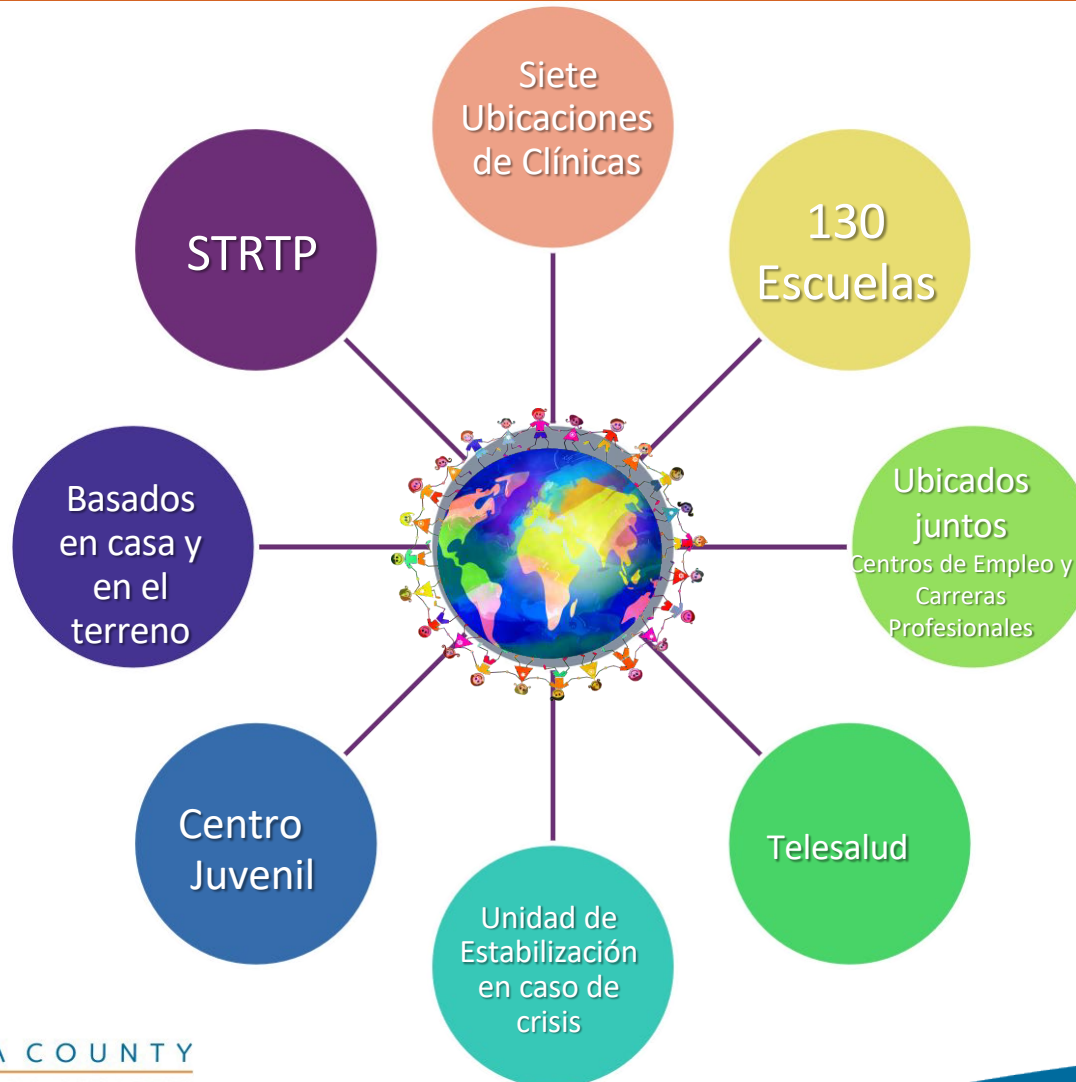 Siete
Ubicaciones
de Clínicas
130
Escuelas
Ubicados
juntos
Centros de Empleo y
Carreras
Profesionales
Telesalud
Unidad de
Estabilización
en caso de
crisis
Centro
Juvenil
Basados
en casa y
en el
terreno
STRTP
A COUNTY